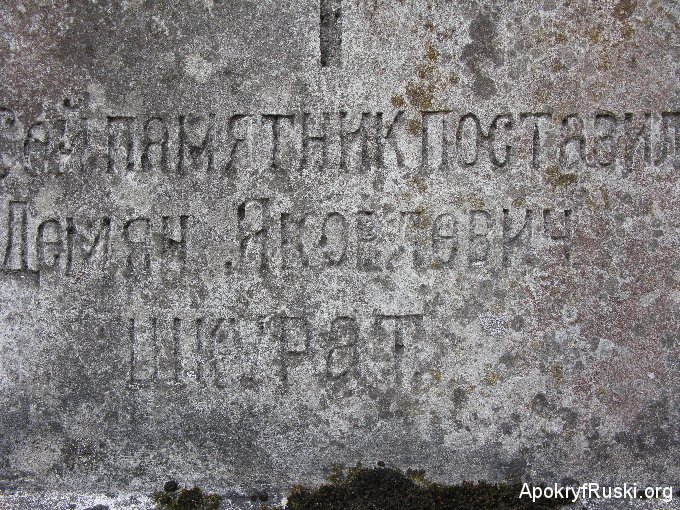 сей памятник поставил
Демян Яковлевич
Шкурат
ApokryfRuski.org